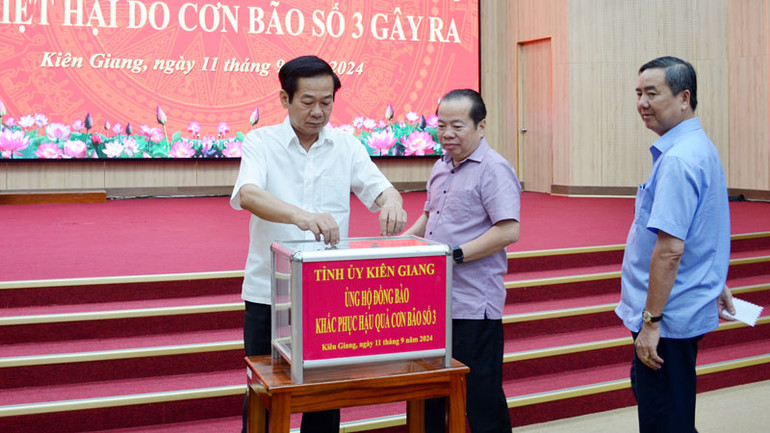 HẠI DO CƠN BÃO SỐ 3 GÂY RA
Kiên Giang, ngày 11 tháng 9 2024
TỈNH ỦY KIÊN GIANG
ỦNG HỘ ĐỒNG BÀO
KHẮC PHỤC HẬU QUẢ CƠN BÃO SỐ 3
Kiên Giang, ngày 11 tháng 9 năm 2024